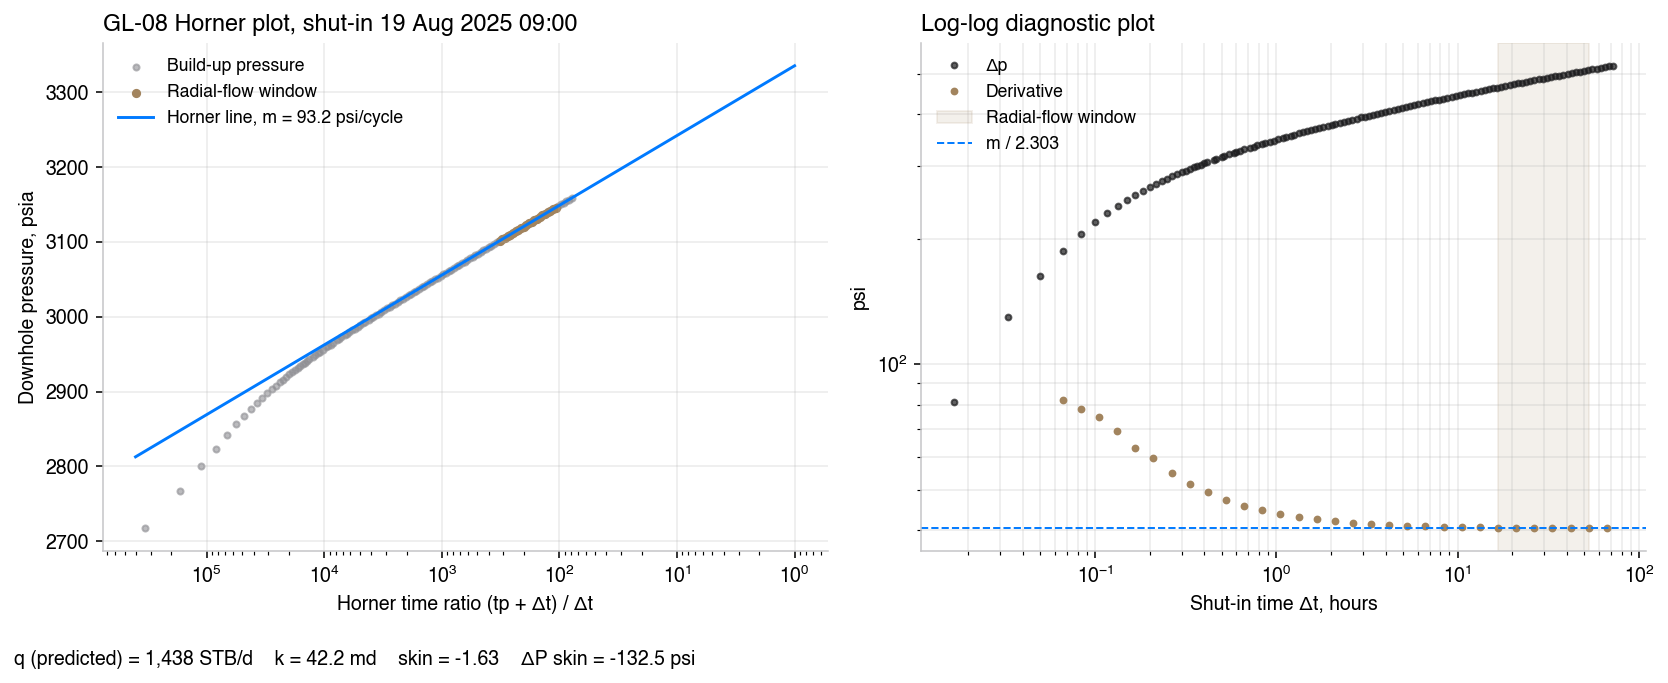 GL-08 Horner plot, shut-in 19 Aug 2025 09:00
Build-up pressure
Radial-flow window
Horner line, m = 93.2 psi/cycle
Downhole pressure, psia
3300
3200
3100
3000
2900
2800
2700
10⁵
10⁴
10³
10²
10¹
10⁰
Horner time ratio (tp + Δt) / Δt
Log-log diagnostic plot
Δp
Derivative
Radial-flow window
m / 2.303
psi
10²
10⁻¹
10⁰
10¹
10²
Shut-in time Δt, hours
q (predicted) = 1,438 STB/d k = 42.2 md skin = -1.63 ΔP skin = -132.5 psi